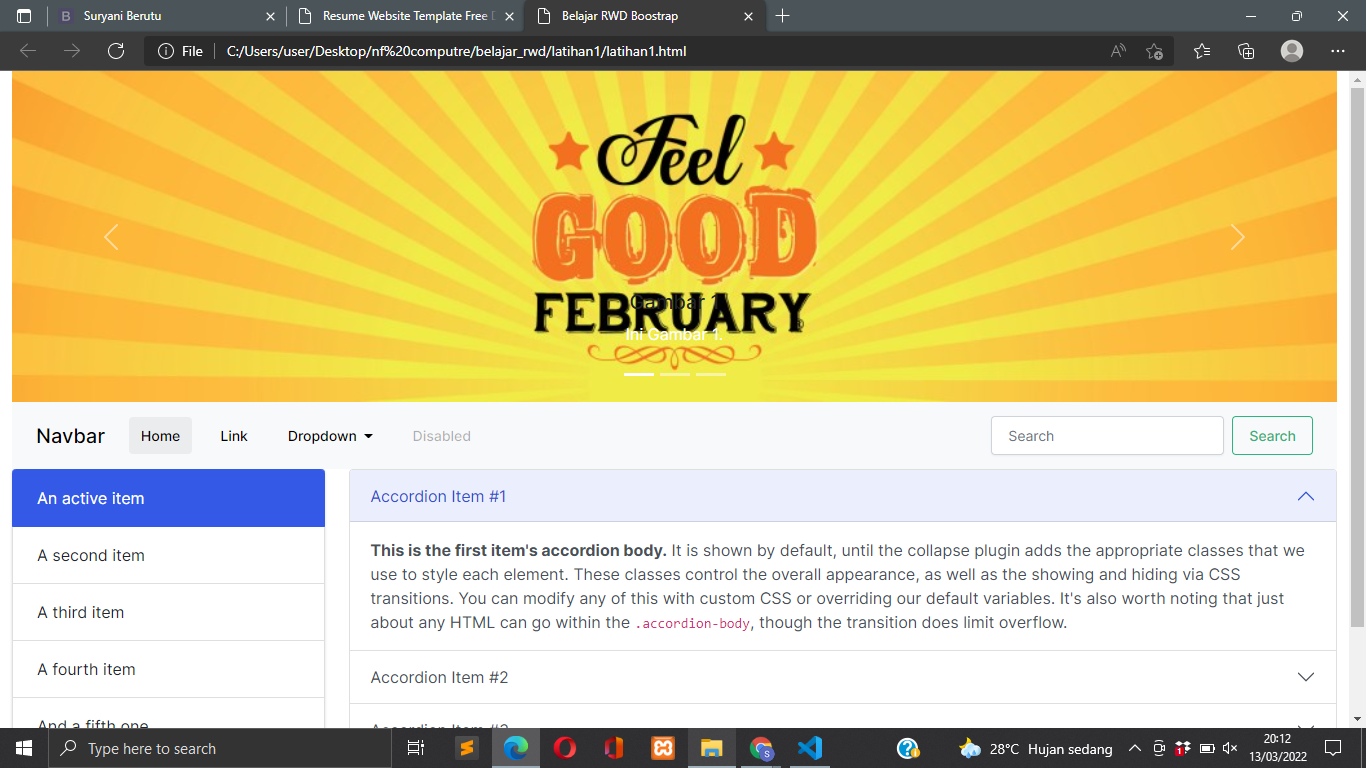 Suryani Berutu
Resume Website Template Free D
Belajar RWD Boostrap
File
C:/Users/user/Desktop/nf%20computre/belajar_rwd/latihan1/latihan1.html
Feel
GOOD
FEBRUARY
Gambar 1
Ini Gambar 1.
Navbar Home Link Dropdown Disabled Search Search
An active item
A second item
A third item
A fourth item
And a fifth one
Accordion Item #1
This is the first item's accordion body. It is shown by default, until the collapse plugin adds the appropriate classes that we
use to style each element. These classes control the overall appearance, as well as the showing and hiding via CSS
transitions. You can modify any of this with custom CSS or overriding our default variables. It's also worth noting that just
about any HTML can go within the .accordion-body, though the transition does limit overflow.
Accordion Item #2
Accordion Item #3
Type here to search
28°C Hujan sedang
20:12
13/03/2022